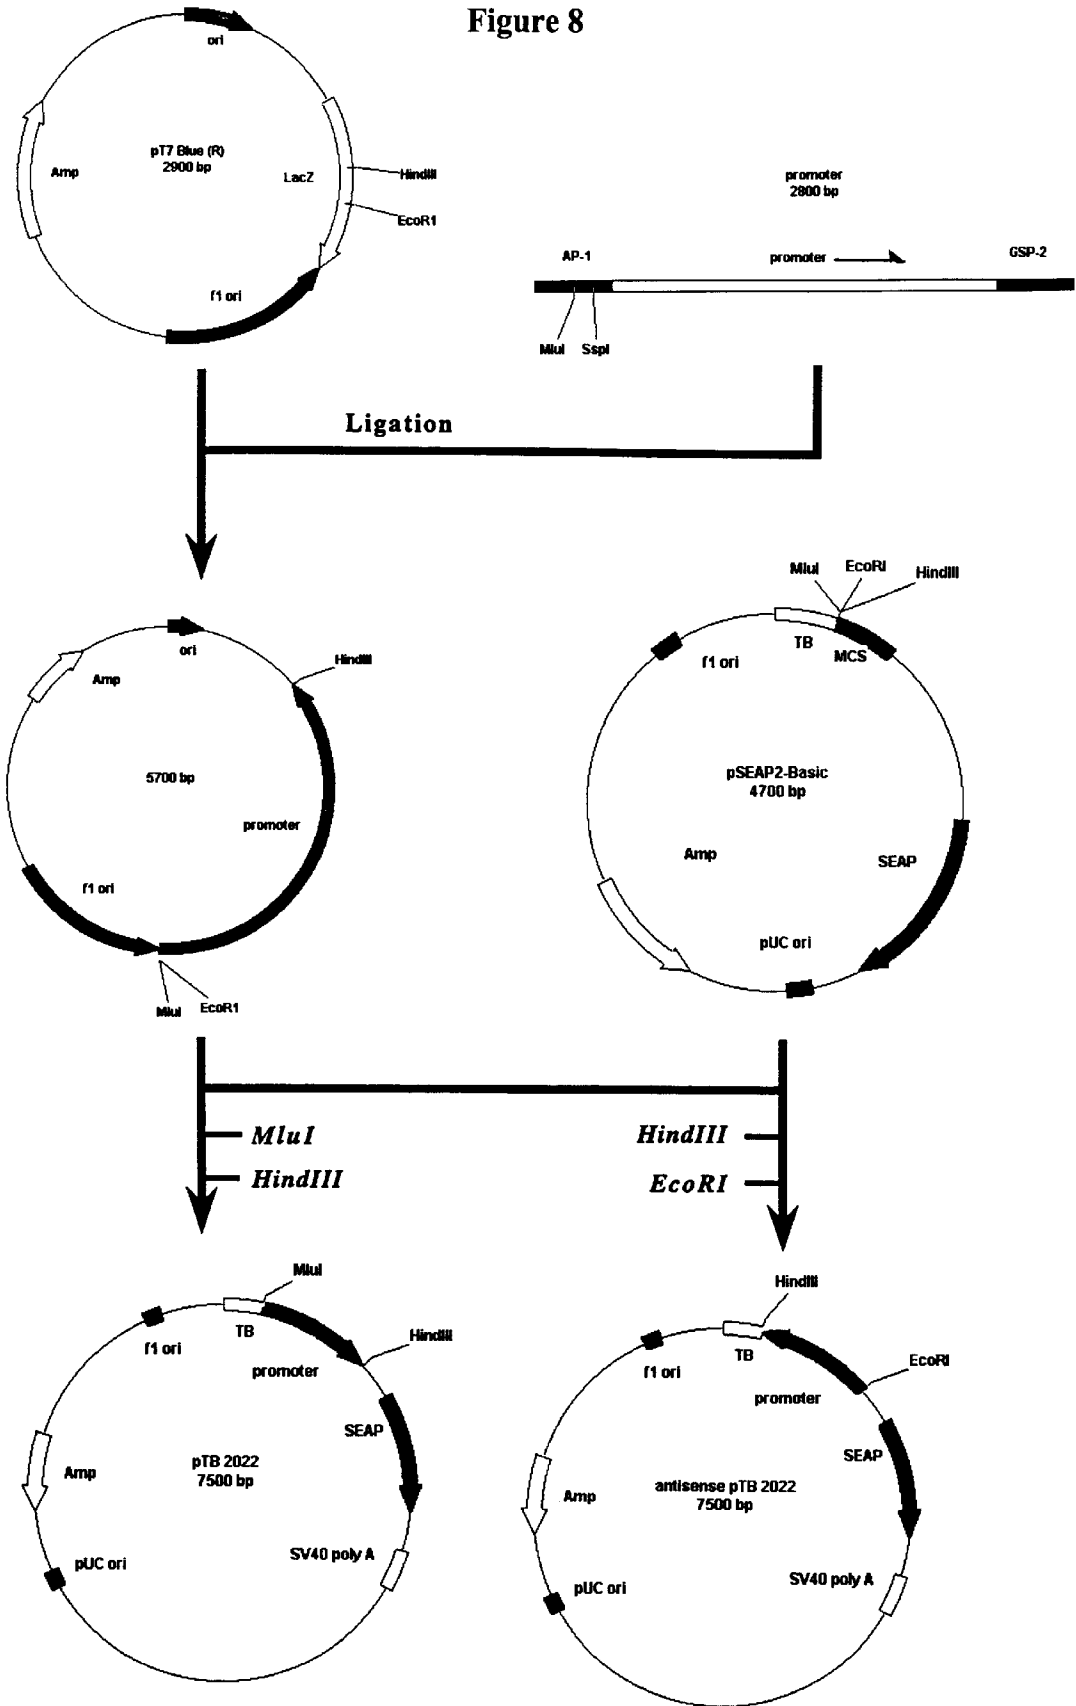 Figure 8
ori
pT7 Blue (R)
2900 bp
Amp
LacZ
HindIII
EcoR1
f1 ori
promoter
2800 bp
AP-1
promoter
GSP-2
MluI
SspI
Ligation
ori
HindIII
Amp
5700 bp
promoter
f1 ori
MluI
EcoR1
MluI
EcoRI
HindIII
TB
MCS
f1 ori
pSEAP2-Basic
4700 bp
Amp
SEAP
pUC ori
MluI
HindIII
HindIII
EcoRI
MluI
f1 ori
TB
HindIII
promoter
SEAP
pTB 2022
7500 bp
Amp
SV40 poly A
pUC ori
HindIII
f1 ori
TB
EcoRI
promoter
SEAP
antisense pTB 2022
7500 bp
Amp
SV40 poly A
pUC ori